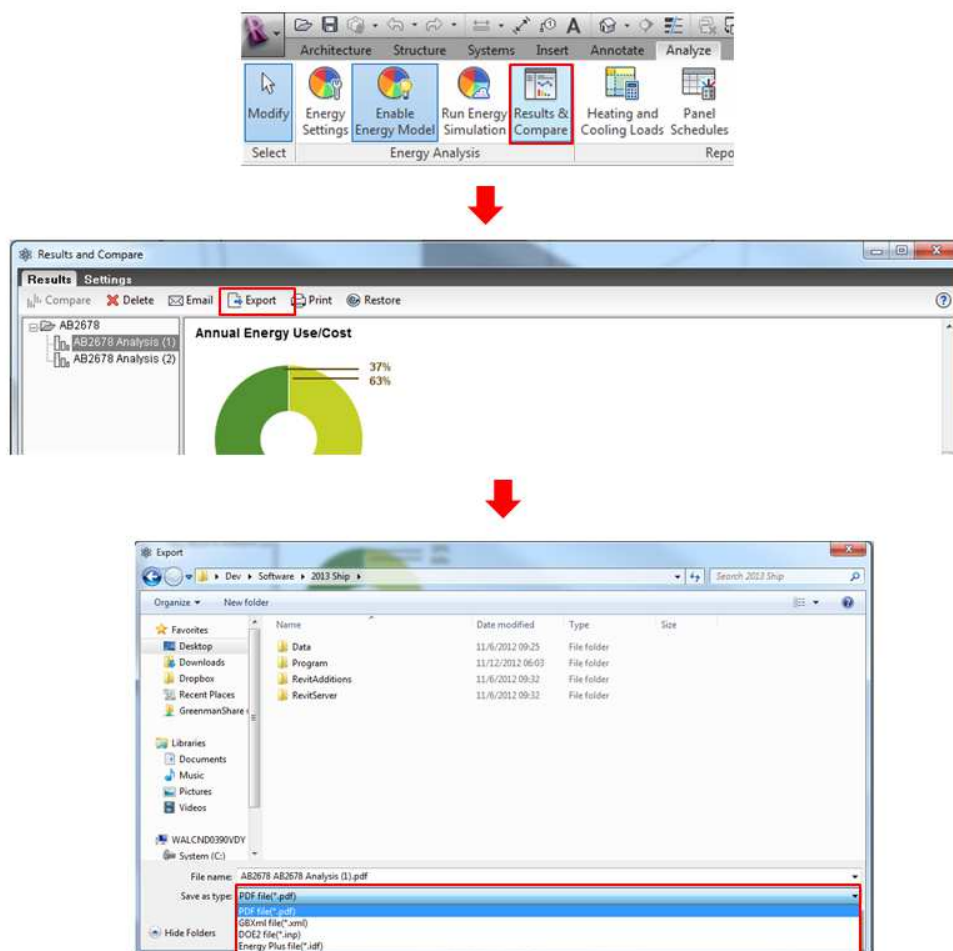 Architecture Structure Systems Insert Annotate Analyze
Modify
Energy Settings
Enable Energy Model
Run Energy Simulation
Results & Compare
Heating and Cooling Loads
Panel Schedules
Select
Energy Analysis
Repo
Results and Compare
Results Settings
Compare Delete Email Export Print Restore
AB2678
AB2678 Analysis (1)
AB2678 Analysis (2)
Annual Energy Use/Cost
37%
63%
Export
Dev Software 2013 Ship
Search 2013 Ship
Organize New folder
Favorites
Desktop
Downloads
Dropbox
Recent Places
GreenmanShare
Libraries
Documents
Music
Pictures
Videos
WALCND0390VDY
System (C:)
Name Date modified Type Size
Data 11/6/2012 09:25 File folder
Program 11/12/2012 06:03 File folder
RevitAdditions 11/6/2012 09:32 File folder
RevitServer 11/6/2012 09:32 File folder
File name: AB2678 AB2678 Analysis (1).pdf
Save as type: PDF file(*.pdf)
PDF file(*.pdf)
GBXml file(*.xml)
DOE2 file(*.inp)
Energy Plus file(*.idf)
Hide Folders